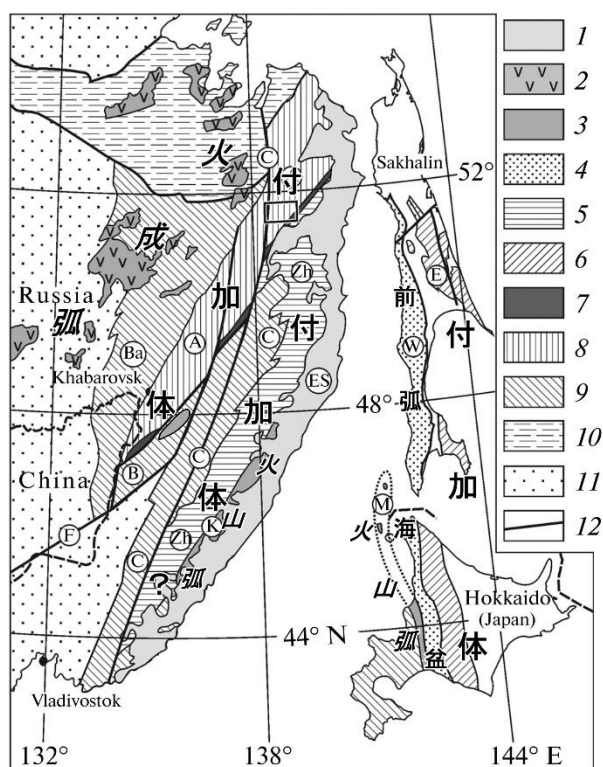 1
2
3
4
5
6
7
8
9
10
11
12
Sakhalin
52°
火
C
付
成
Zh
E
Russia
加
付
前
弧
Ba
A
C
W
付
Khabarovsk
ES
体
48°
弧
加
加
B
C
火
China
体
山
M
火
海
F
K
Zh
C
?
弧
山
Hokkaido
(Japan)
44° N
弧
盆
体
Vladivostok
132°
138°
144° E